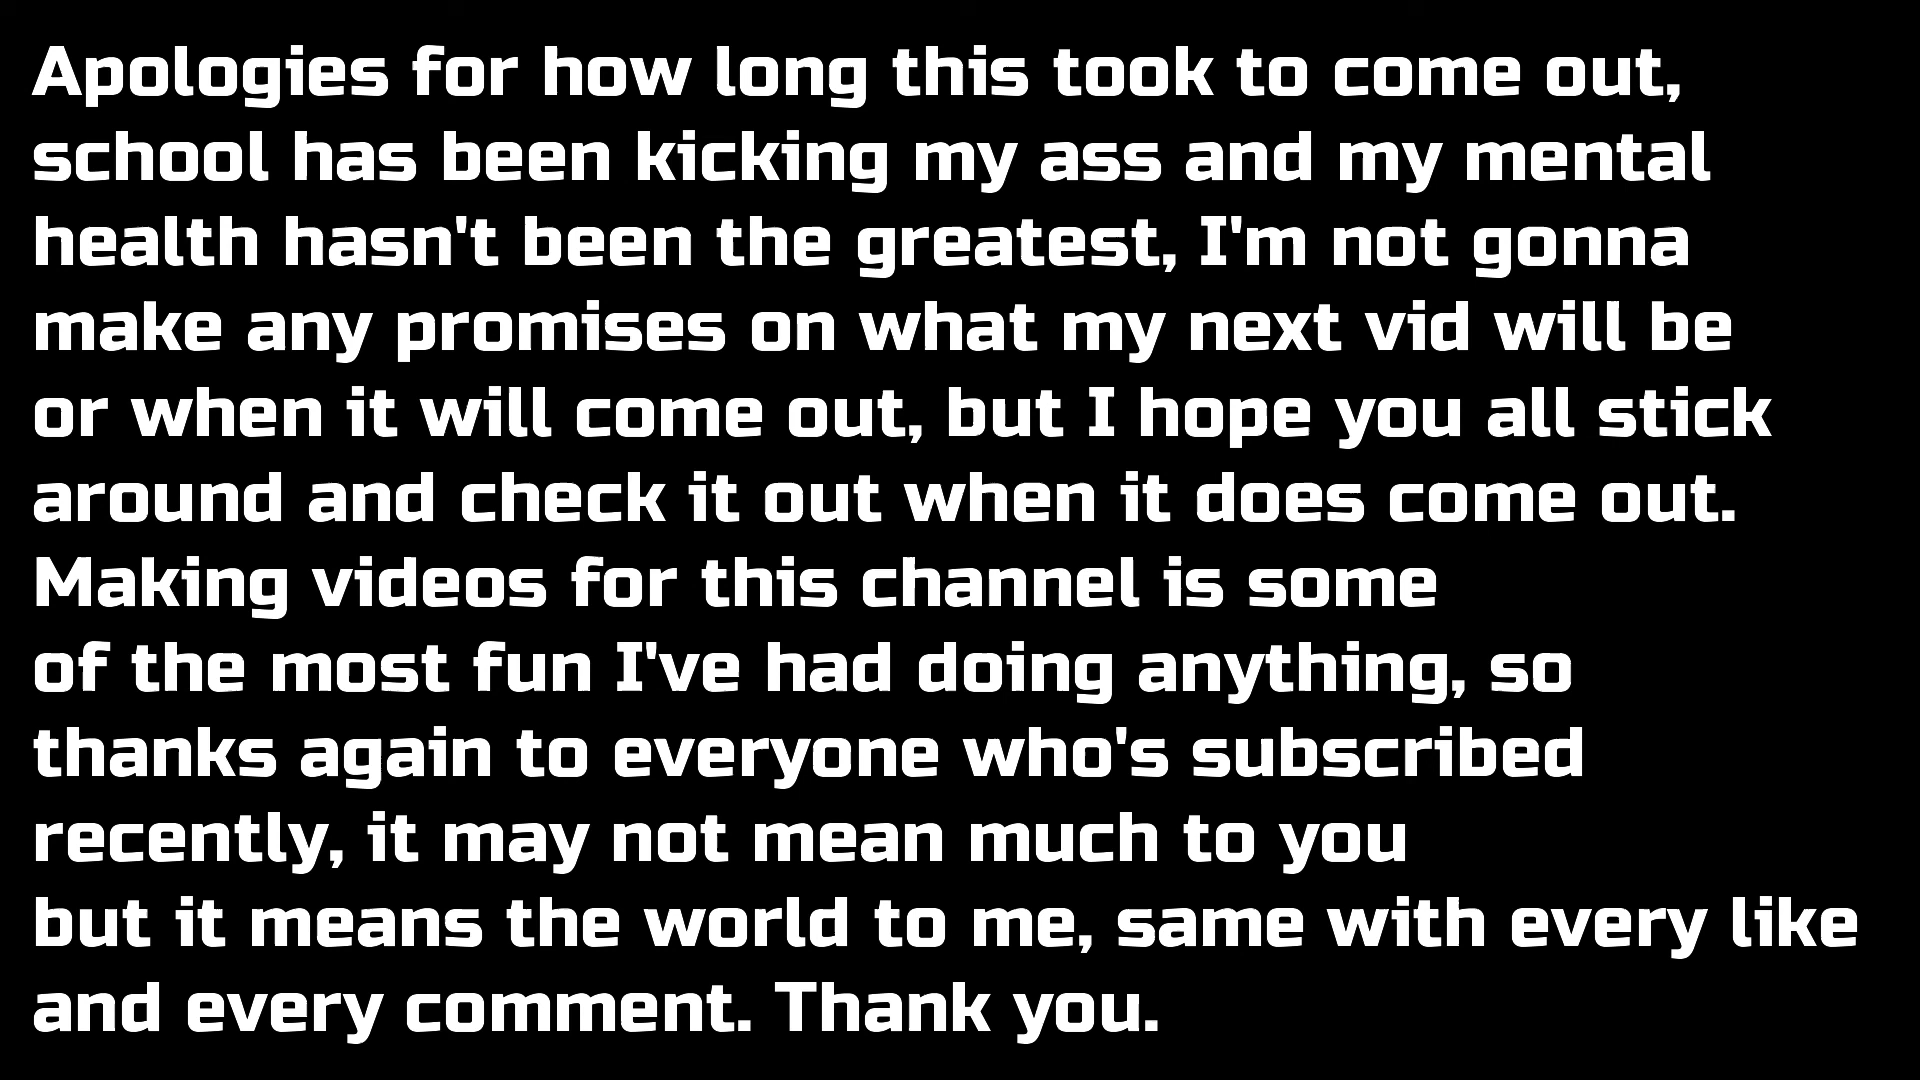 Apologies for how long this took to come out,
school has been kicking my ass and my mental
health hasn't been the greatest, I'm not gonna
make any promises on what my next vid will be
or when it will come out, but I hope you all stick
around and check it out when it does come out.
Making videos for this channel is some
of the most fun I've had doing anything, so
thanks again to everyone who's subscribed
recently, it may not mean much to you
but it means the world to me, same with every like
and every comment. Thank you.